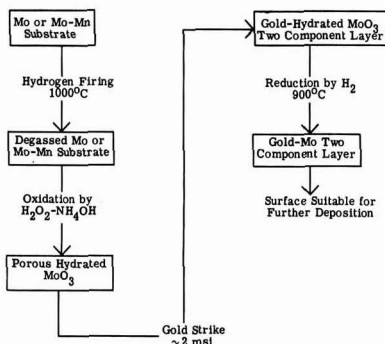 Mo or Mo-Mn
Substrate
Hydrogen Firing
1000°C
Degassed Mo or
Mo-Mn Substrate
Oxidation by
H₂O₂-NH₄OH
Porous Hydrated
MoO₃
Gold Strike
~2 msi
Gold-Hydrated MoO₃
Two Component Layer
Reduction by H₂
900°C
Gold-Mo Two
Component Layer
Surface Suitable for
Further Deposition